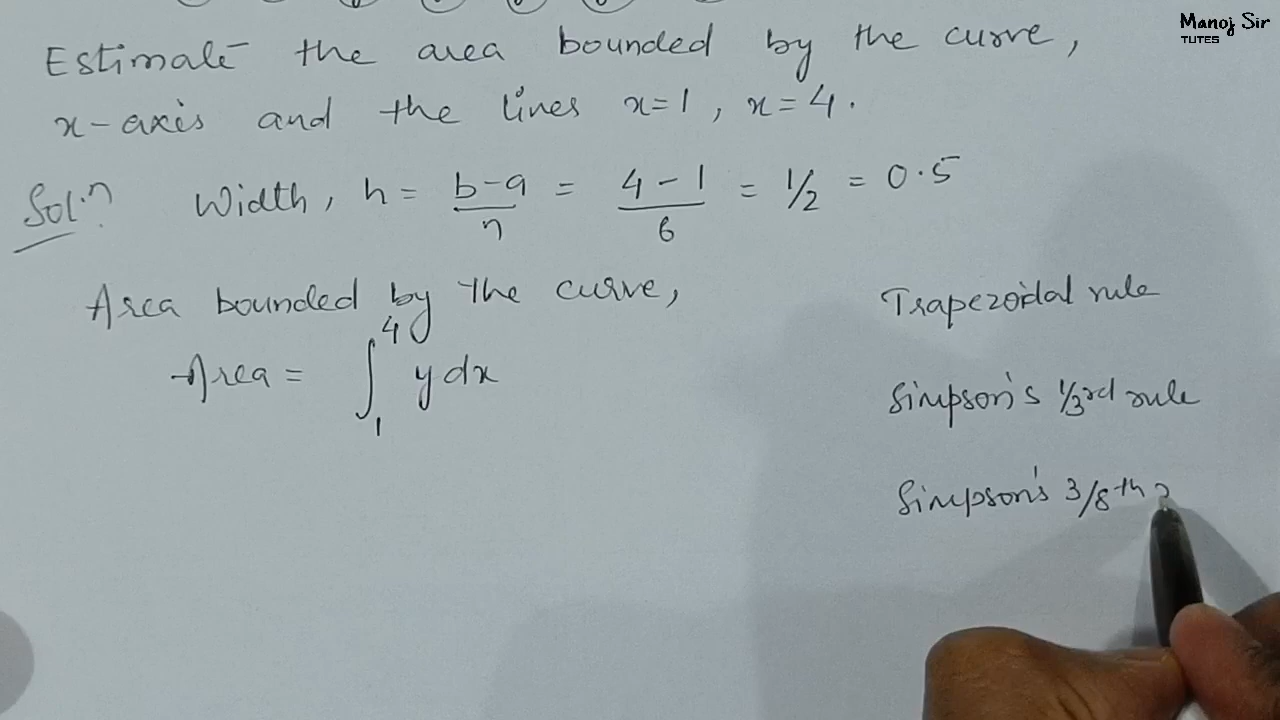 Manoj Sir
TUTES
Estimate the area bounded by the curve,
x-axis and the lines x=1, x=4.
Sol.n Width, h = b-a/n = 4-1/6 = 1/2 = 0.5
Area bounded by the curve,
Area = ∫₁⁴ y dx
Trapezoidal rule
Simpson's 1/3rd rule
Simpson's 3/8th